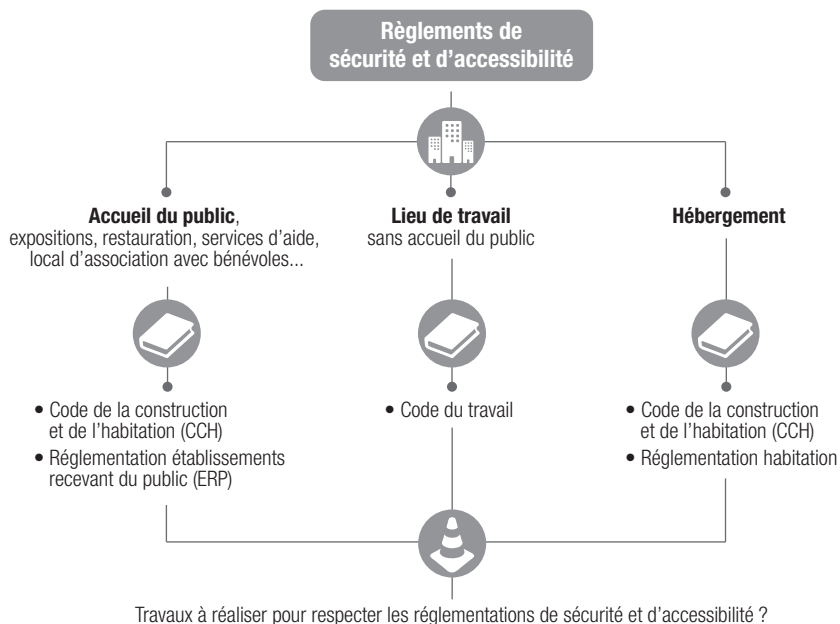 Règlements de
sécurité et d'accessibilité
Accueil du public,
expositions, restauration, services d'aide,
local d'association avec bénévoles...
Lieu de travail
sans accueil du public
Hébergement
• Code de la construction
et de l'habitation (CCH)
• Réglementation établissements
recevant du public (ERP)
• Code du travail
• Code de la construction
et de l'habitation (CCH)
• Réglementation habitation
Travaux à réaliser pour respecter les réglementations de sécurité et d'accessibilité ?